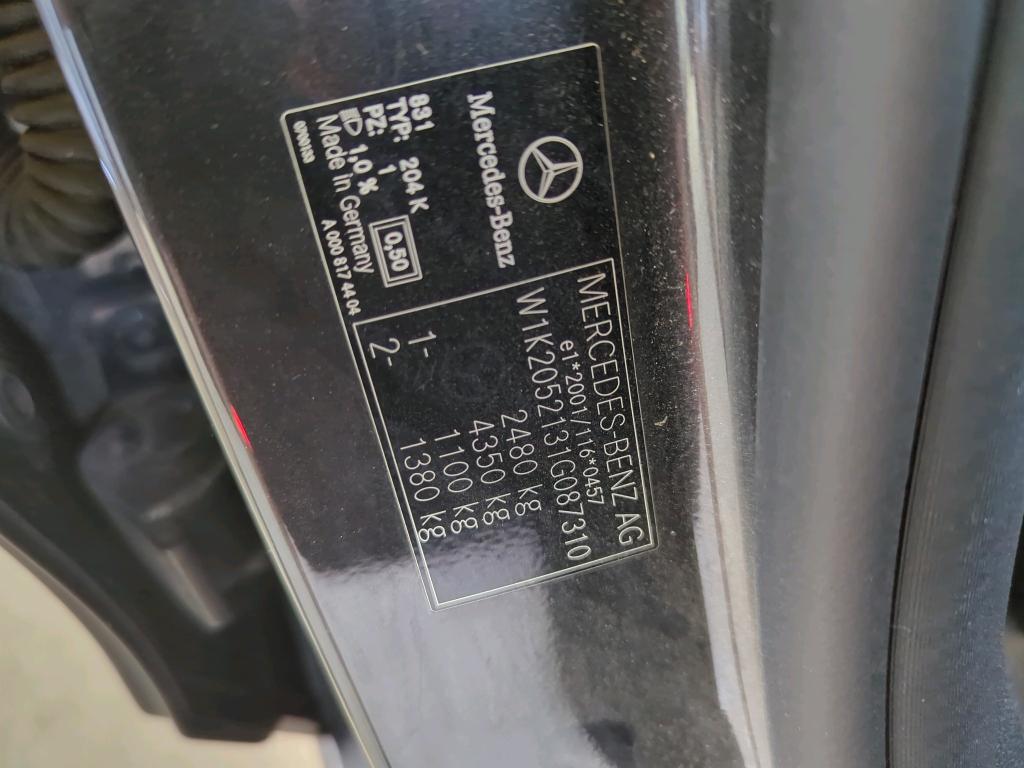 Mercedes-Benz
831
TYP: 204 K
PZ: 1
1,0 %
0,50
Made in Germany
A 000 817 44 04
MERCEDES-BENZ AG
e1*2001/116*0457
W1K2052131G087310
2480 kg
4350 kg
1- 1100 kg
2- 1380 kg